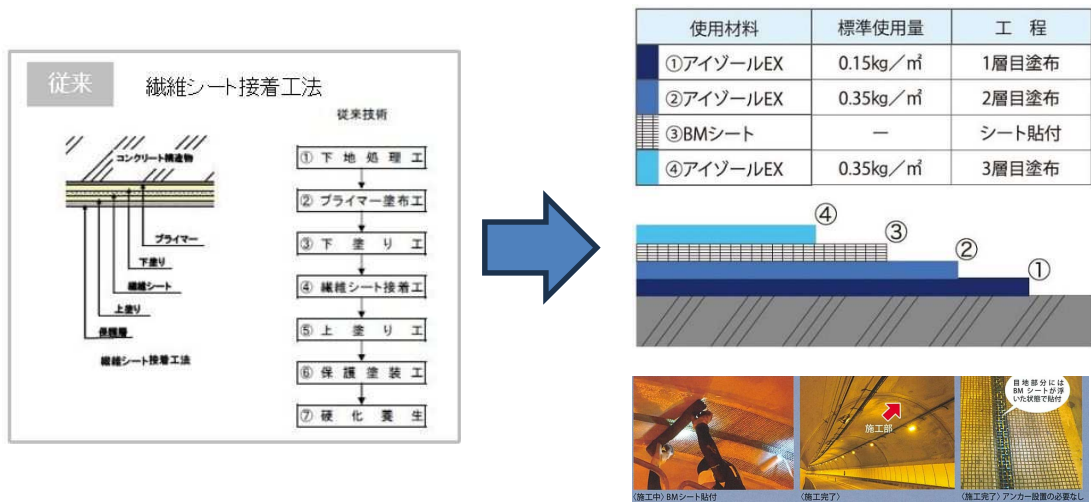 従来
繊維シート接着工法
従来技術
コンクリート構造物
プライマー
下塗り
繊維シート
上塗り
保護層
繊維シート接着工法
① 下地処理工
② プライマー塗布工
③ 下塗り工
④ 繊維シート接着工
⑤ 上塗り工
⑥ 保護塗装工
⑦ 硬化養生
使用材料 標準使用量 工程
①アイゾールEX 0.15kg/㎡ 1層目塗布
②アイゾールEX 0.35kg/㎡ 2層目塗布
③BMシート － シート貼付
④アイゾールEX 0.35kg/㎡ 3層目塗布
④
③
②
①
施工部
目地部分には
BMシートが浮
いた状態で貼付
〈施工中〉BMシート貼付
〈施工完了〉
〈施工完了〉アンカー設置の必要なし